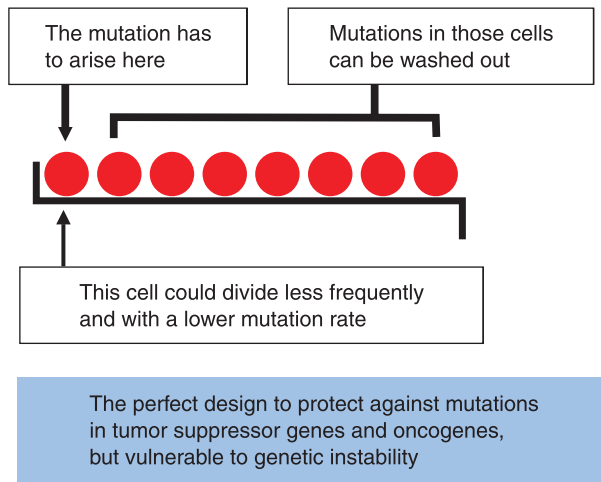 The mutation has
to arise here
Mutations in those cells
can be washed out
This cell could divide less frequently
and with a lower mutation rate
The perfect design to protect against mutations
in tumor suppressor genes and oncogenes,
but vulnerable to genetic instability